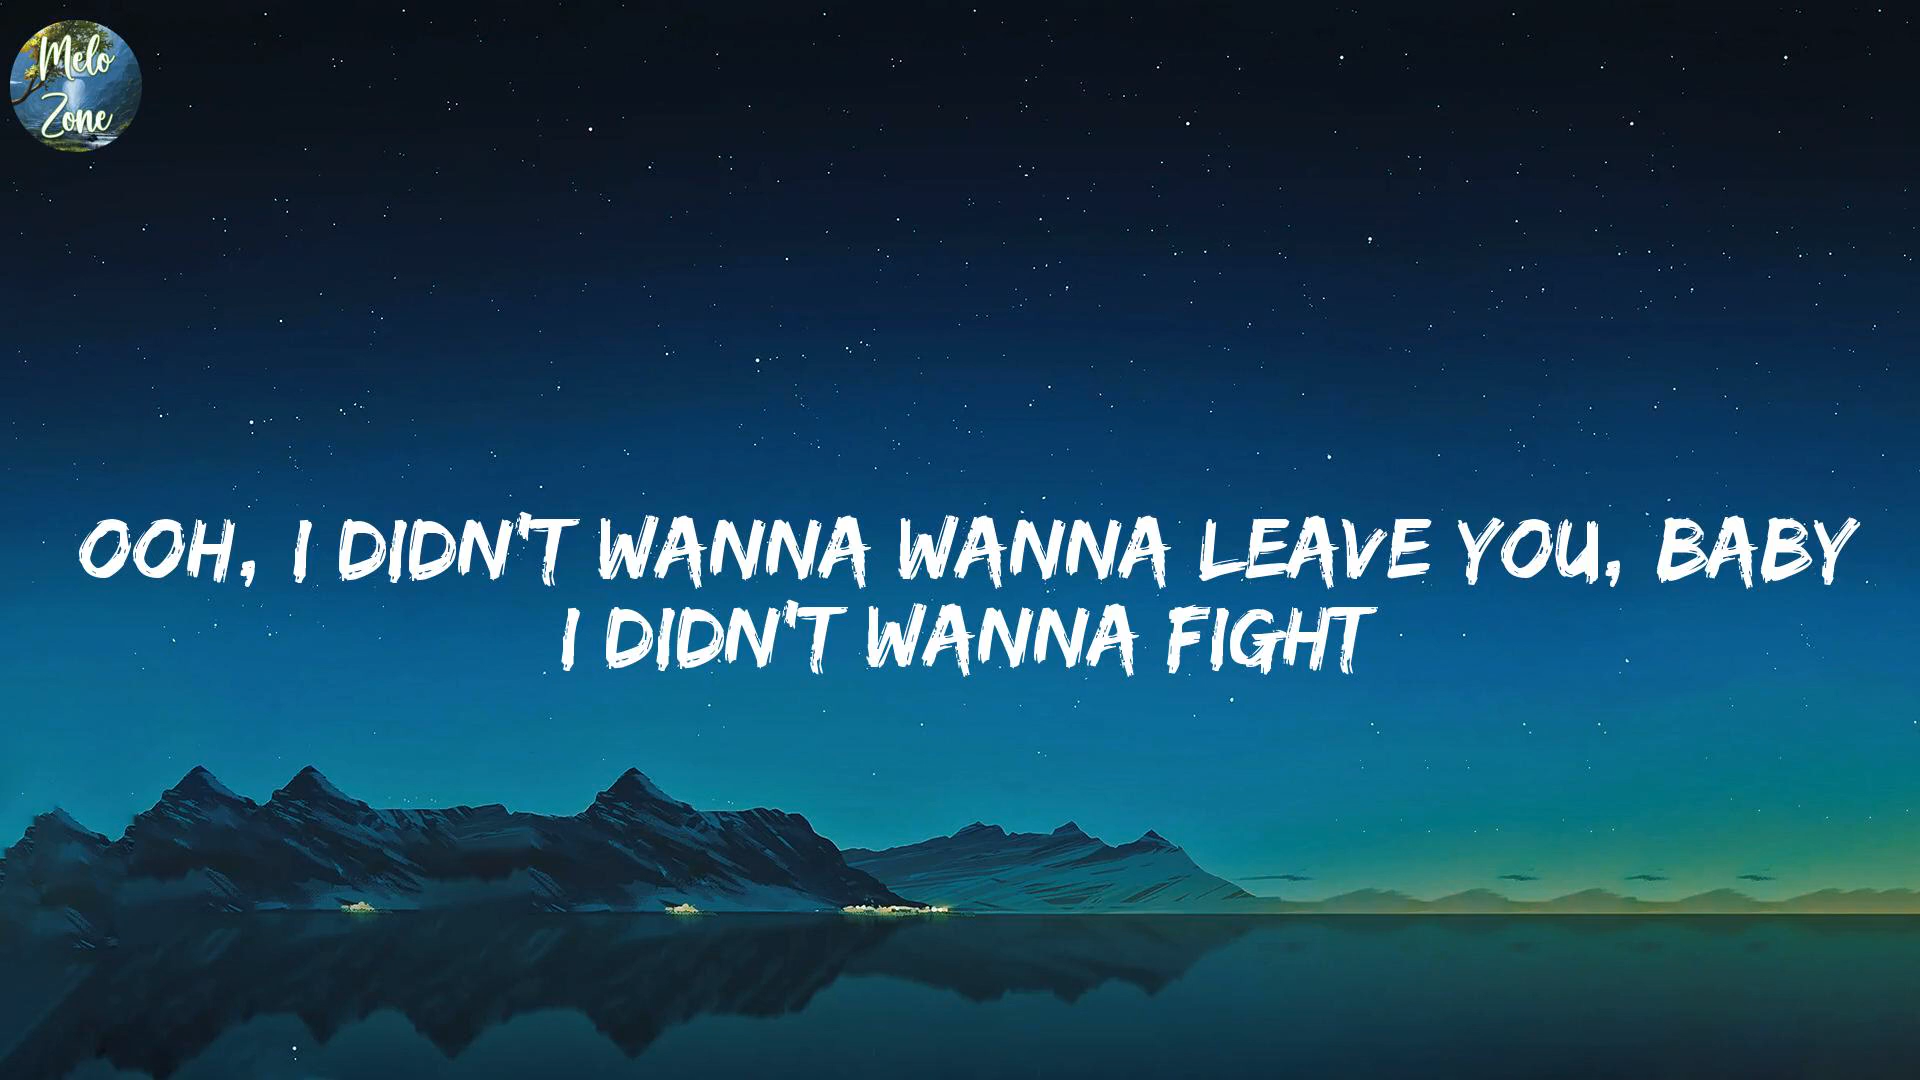 Melo
Zone
OOH, I DIDN'T WANNA WANNA LEAVE YOU, BABY
I DIDN'T WANNA FIGHT